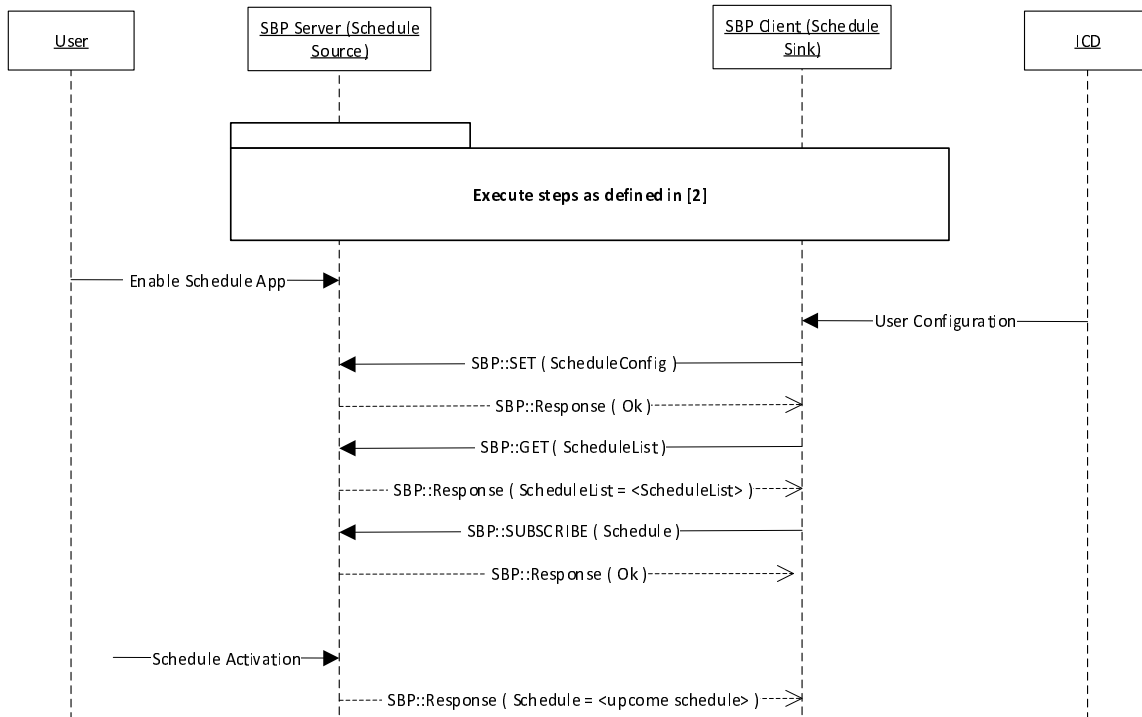 User
SBP Server (Schedule
Source)
SBP Client (Schedule
Sink)
ICD
Execute steps as defined in [2]
Enable Schedule App
User Configuration
SBP::SET ( ScheduleConfig )
SBP::Response ( Ok )
SBP::GET ( ScheduleList )
SBP::Response ( ScheduleList = <ScheduleList> )
SBP::SUBSCRIBE ( Schedule )
SBP::Response ( Ok )
Schedule Activation
SBP::Response ( Schedule = <upcome schedule> )